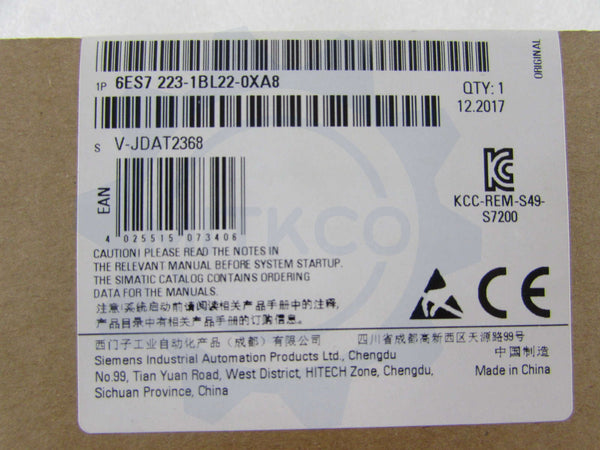 ORIGINAL
1P 6ES7 223-1BL22-0XA8
QTY: 1
12.2017
S V-JDAT2368
EAN
4 025515 073406
TKCO
KCC-REM-S49-
S7200
CAUTION! PLEASE READ THE NOTES IN
THE RELEVANT MANUAL BEFORE SYSTEM STARTUP.
THE SIMATIC CATALOG CONTAINS ORDERING
DATA FOR THE MANUALS.
注意!系统启动前请阅读相关产品手册中的注释,
产品目录中有相关产品手册的订购信息.
CE
西门子工业自动化产品(成都)有限公司
四川省成都高新西区天源路99号
Siemens Industrial Automation Products Ltd., Chengdu
中国制造
No.99, Tian Yuan Road, West District, HITECH Zone, Chengdu,
Made in China
Sichuan Province, China